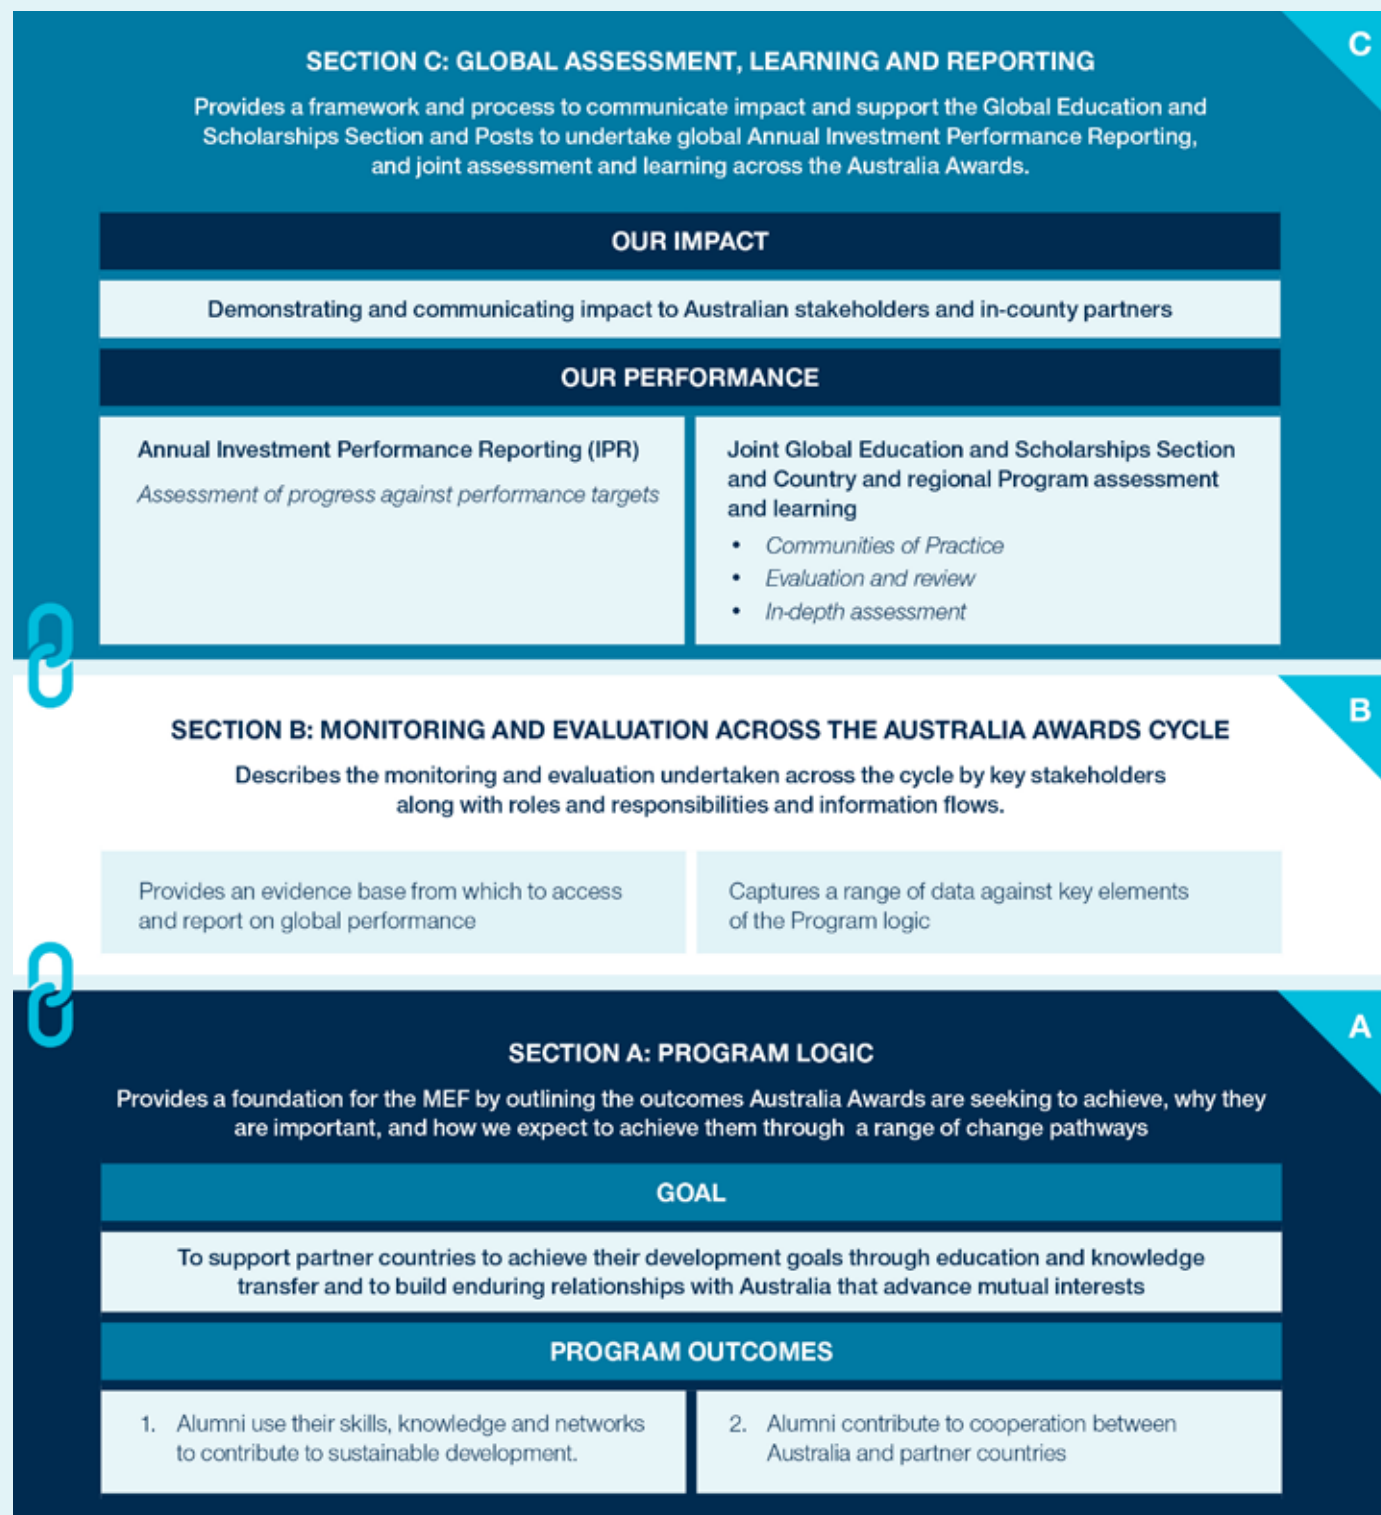 C
SECTION C: GLOBAL ASSESSMENT, LEARNING AND REPORTING
Provides a framework and process to communicate impact and support the Global Education and
Scholarships Section and Posts to undertake global Annual Investment Performance Reporting,
and joint assessment and learning across the Australia Awards.
OUR IMPACT
Demonstrating and communicating impact to Australian stakeholders and in-county partners
OUR PERFORMANCE
Annual Investment Performance Reporting (IPR)
Assessment of progress against performance targets
Joint Global Education and Scholarships Section
and Country and regional Program assessment
and learning
• Communities of Practice
• Evaluation and review
• In-depth assessment
B
SECTION B: MONITORING AND EVALUATION ACROSS THE AUSTRALIA AWARDS CYCLE
Describes the monitoring and evaluation undertaken across the cycle by key stakeholders
along with roles and responsibilities and information flows.
Provides an evidence base from which to access
and report on global performance
Captures a range of data against key elements
of the Program logic
A
SECTION A: PROGRAM LOGIC
Provides a foundation for the MEF by outlining the outcomes Australia Awards are seeking to achieve, why they
are important, and how we expect to achieve them through a range of change pathways
GOAL
To support partner countries to achieve their development goals through education and knowledge
transfer and to build enduring relationships with Australia that advance mutual interests
PROGRAM OUTCOMES
1. Alumni use their skills, knowledge and networks
to contribute to sustainable development.
2. Alumni contribute to cooperation between
Australia and partner countries